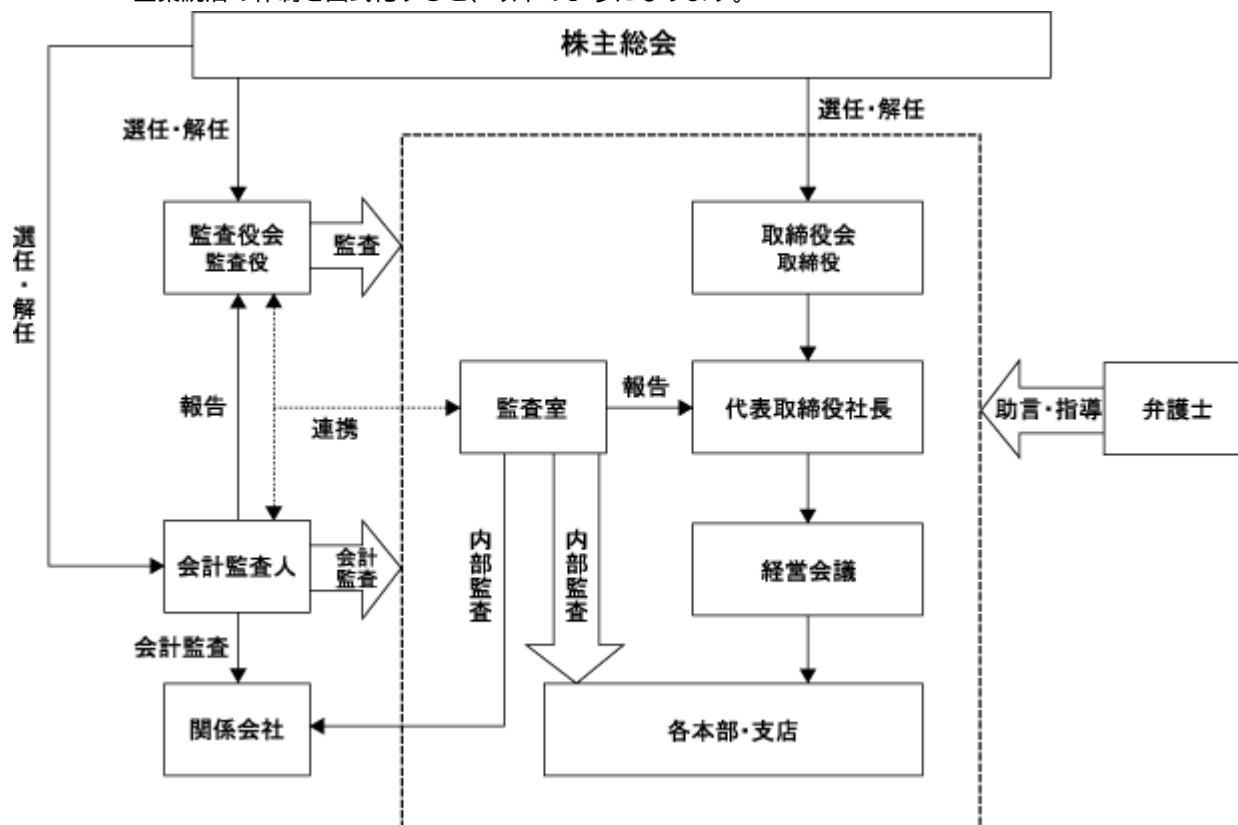 株主総会
選任・解任
選任・解任
選任・解任
監査役会
監査役
監査
取締役会
取締役
報告
連携
監査室
報告
代表取締役社長
助言・指導
弁護士
会計監査人
会計
監査
内部監査
内部監査
経営会議
会計監査
関係会社
各本部・支店